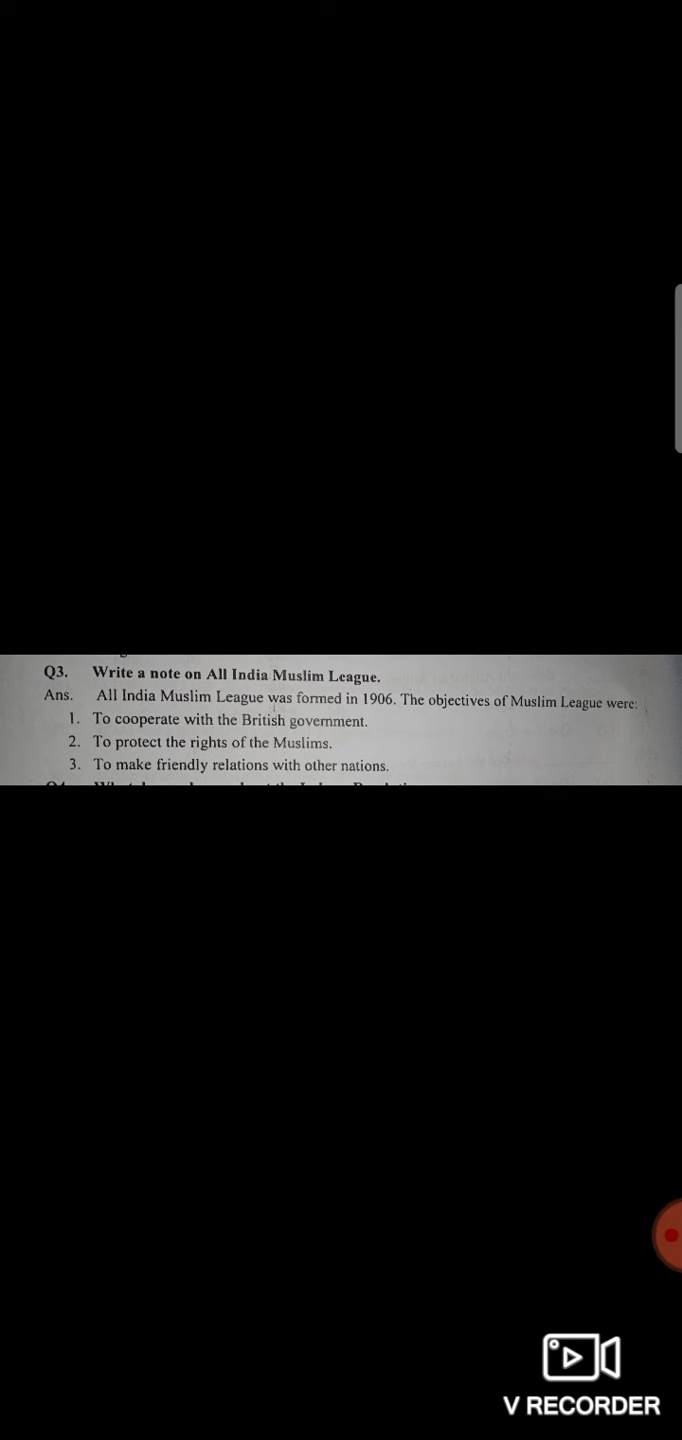 Q3. Write a note on All India Muslim League.
Ans. All India Muslim League was formed in 1906. The objectives of Muslim League were:
1. To cooperate with the British government.
2. To protect the rights of the Muslims.
3. To make friendly relations with other nations.
V RECORDER